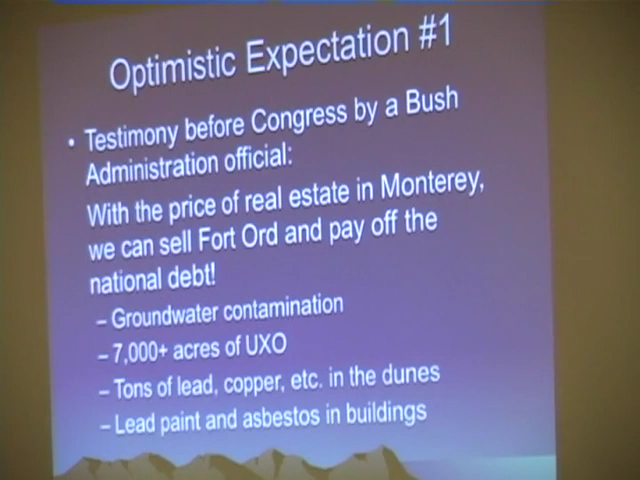 Optimistic Expectation #1
• Testimony before Congress by a Bush
Administration official:
With the price of real estate in Monterey,
we can sell Fort Ord and pay off the
national debt!
– Groundwater contamination
– 7,000+ acres of UXO
– Tons of lead, copper, etc. in the dunes
– Lead paint and asbestos in buildings